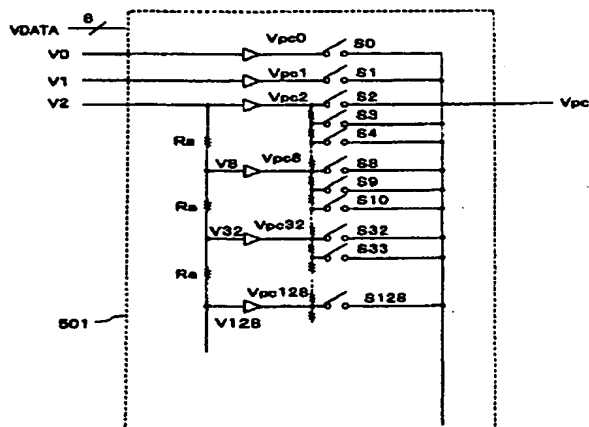 VDATA 8
V0 Vpc0 S0
V1 Vpc1 S1
V2 Vpc2 S2 Vpc
S3
Ra S4
V8 Vpc8 S8
S9
Ra S10
V32 Vpc32 S32
S33
Ra
Vpc128 S128
501 V128